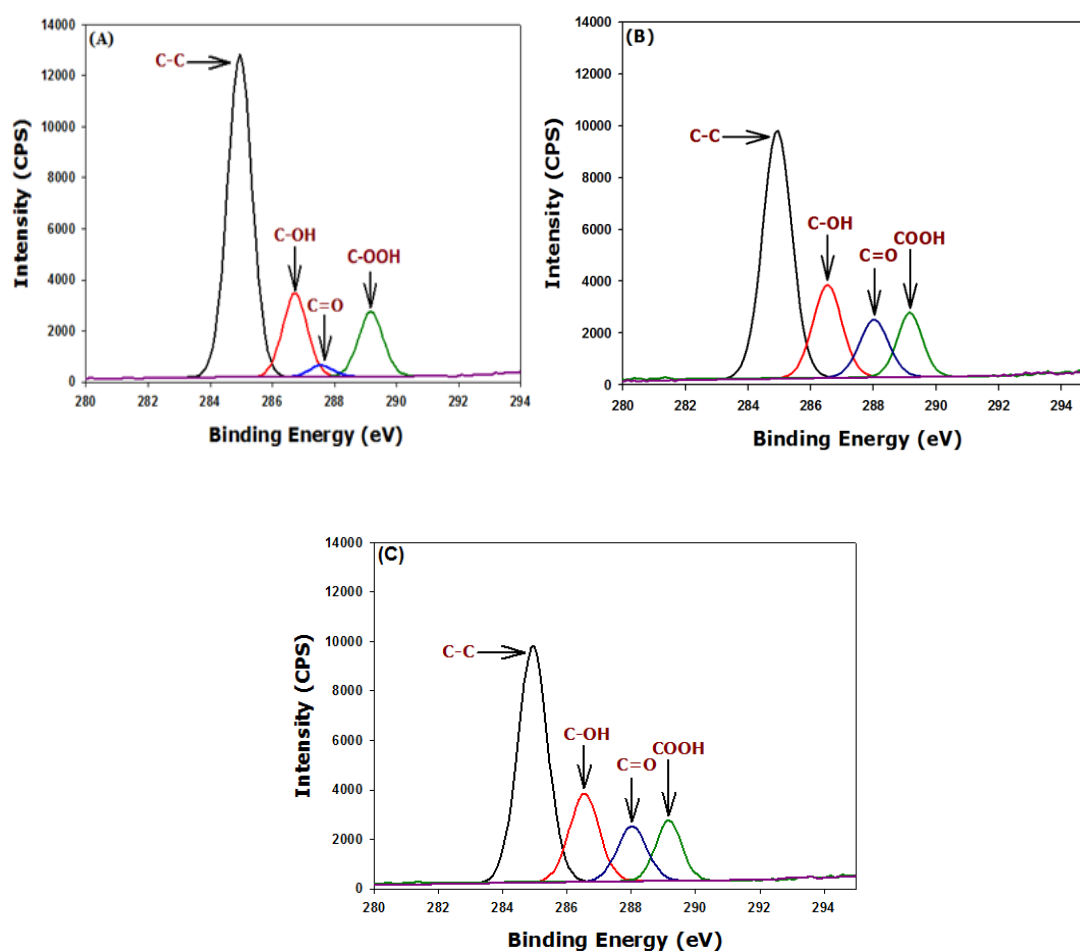 (A)
14000
12000
10000
8000
6000
4000
2000
0
Intensity (CPS)
C-C
C-OH
C=O
C-OOH
280 282 284 286 288 290 292 294
Binding Energy (eV)
(B)
14000
12000
10000
8000
6000
4000
2000
0
Intensity (CPS)
C-C
C-OH
C=O
COOH
280 282 284 286 288 290 292 294
Binding Energy (eV)
(C)
14000
12000
10000
8000
6000
4000
2000
0
Intensity (CPS)
C-C
C-OH
C=O
COOH
280 282 284 286 288 290 292 294
Binding Energy (eV)